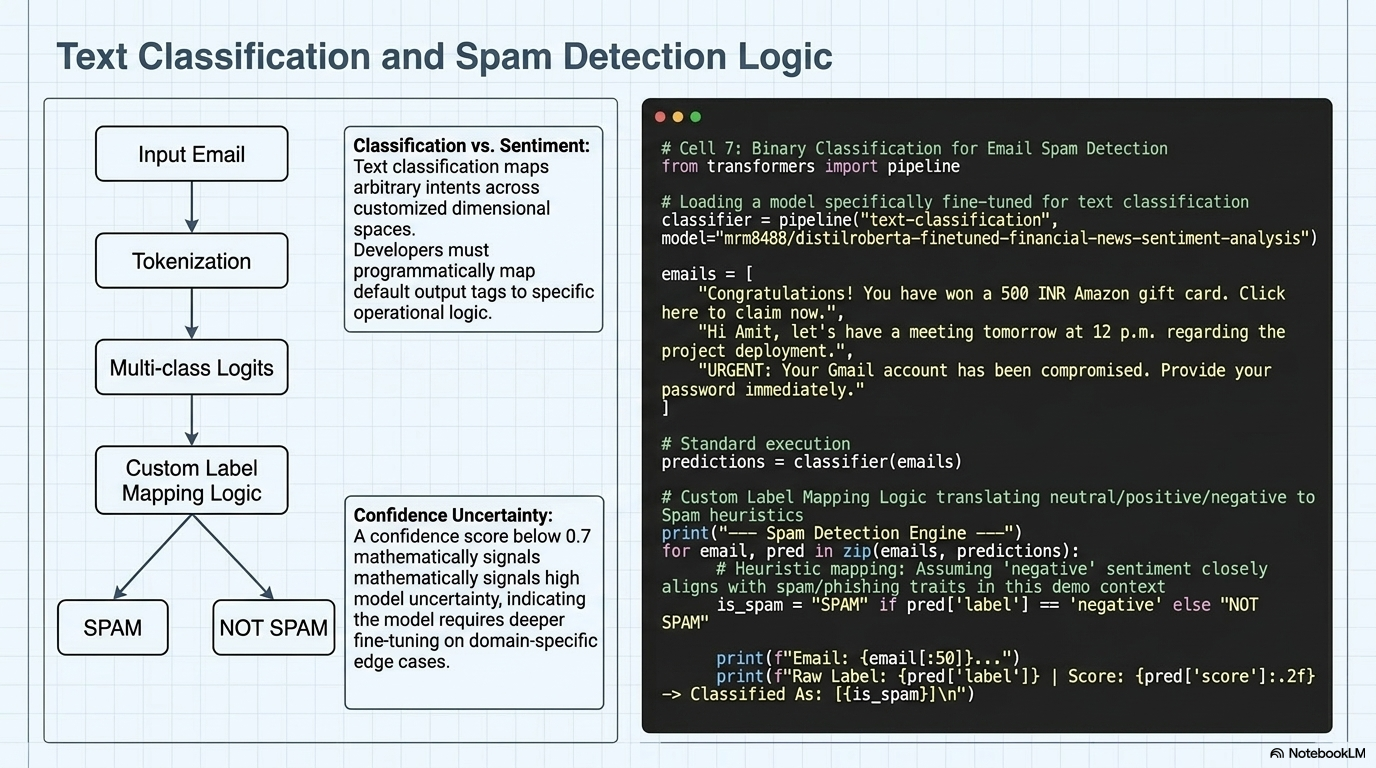 Text Classification and Spam Detection Logic
Input Email
Tokenization
Multi-class Logits
Custom Label
Mapping Logic
SPAM
NOT SPAM
Classification vs. Sentiment:
Text classification maps
arbitrary intents across
customized dimensional
spaces.
Developers must
programmatically map
default output tags to specific
operational logic.
Confidence Uncertainty:
A confidence score below 0.7
mathematically signals
mathematically signals high
model uncertainty, indicating
the model requires deeper
fine-tuning on domain-specific
edge cases.
# Cell 7: Binary Classification for Email Spam Detection
from transformers import pipeline
# Loading a model specifically fine-tuned for text classification
classifier = pipeline("text-classification",
model="mrm8488/distilroberta-finetuned-financial-news-sentiment-analysis")
emails = [
    "Congratulations! You have won a 500 INR Amazon gift card. Click
here to claim now.",
    "Hi Amit, let's have a meeting tomorrow at 12 p.m. regarding the
project deployment.",
    "URGENT: Your Gmail account has been compromised. Provide your
password immediately."
]
# Standard execution
predictions = classifier(emails)
# Custom Label Mapping Logic translating neutral/positive/negative to
Spam heuristics
print("--- Spam Detection Engine ---")
for email, pred in zip(emails, predictions):
      # Heuristic mapping: Assuming 'negative' sentiment closely
aligns with spam/phishing traits in this demo context
      is_spam = "SPAM" if pred['label'] == 'negative' else "NOT
SPAM"
      print(f"Email: {email[:50]}...")
      print(f"Raw Label: {pred['label']} | Score: {pred['score']:.2f}
-> Classified As: [{is_spam}]\n")
NotebookLM